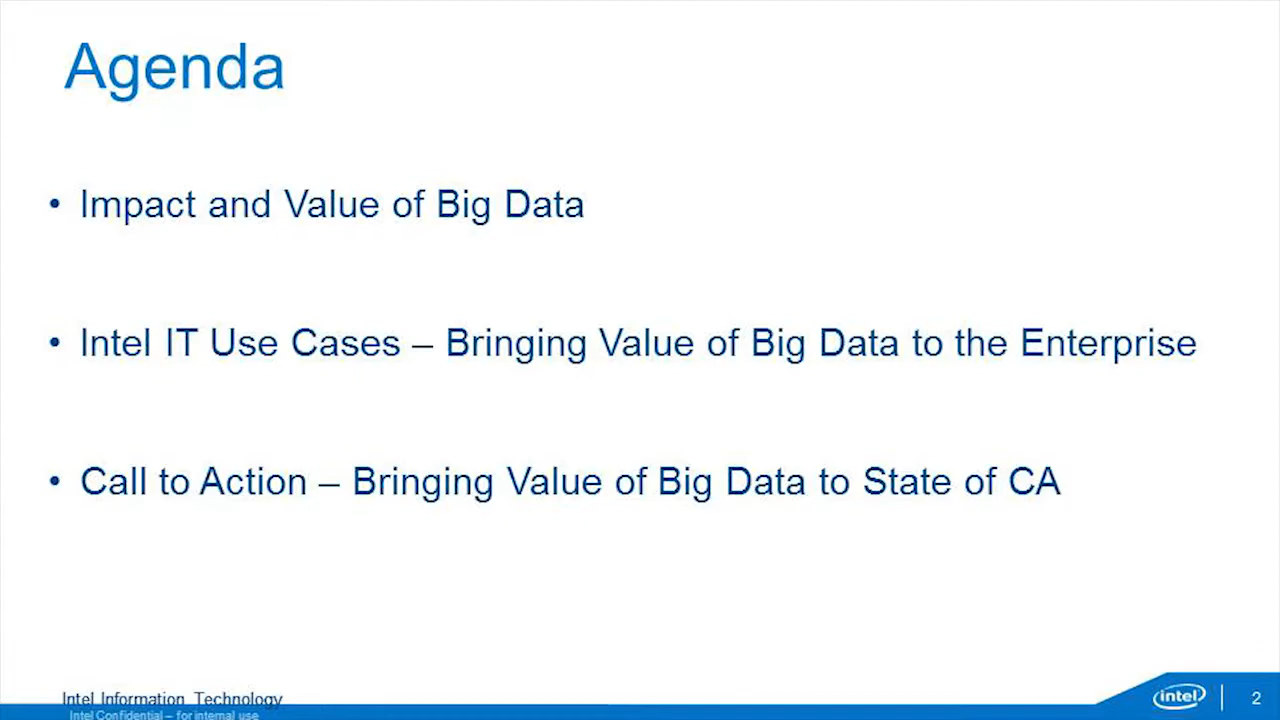 Agenda
• Impact and Value of Big Data
• Intel IT Use Cases – Bringing Value of Big Data to the Enterprise
• Call to Action – Bringing Value of Big Data to State of CA
Intel Information Technology
Intel Confidential – for internal use
intel
2